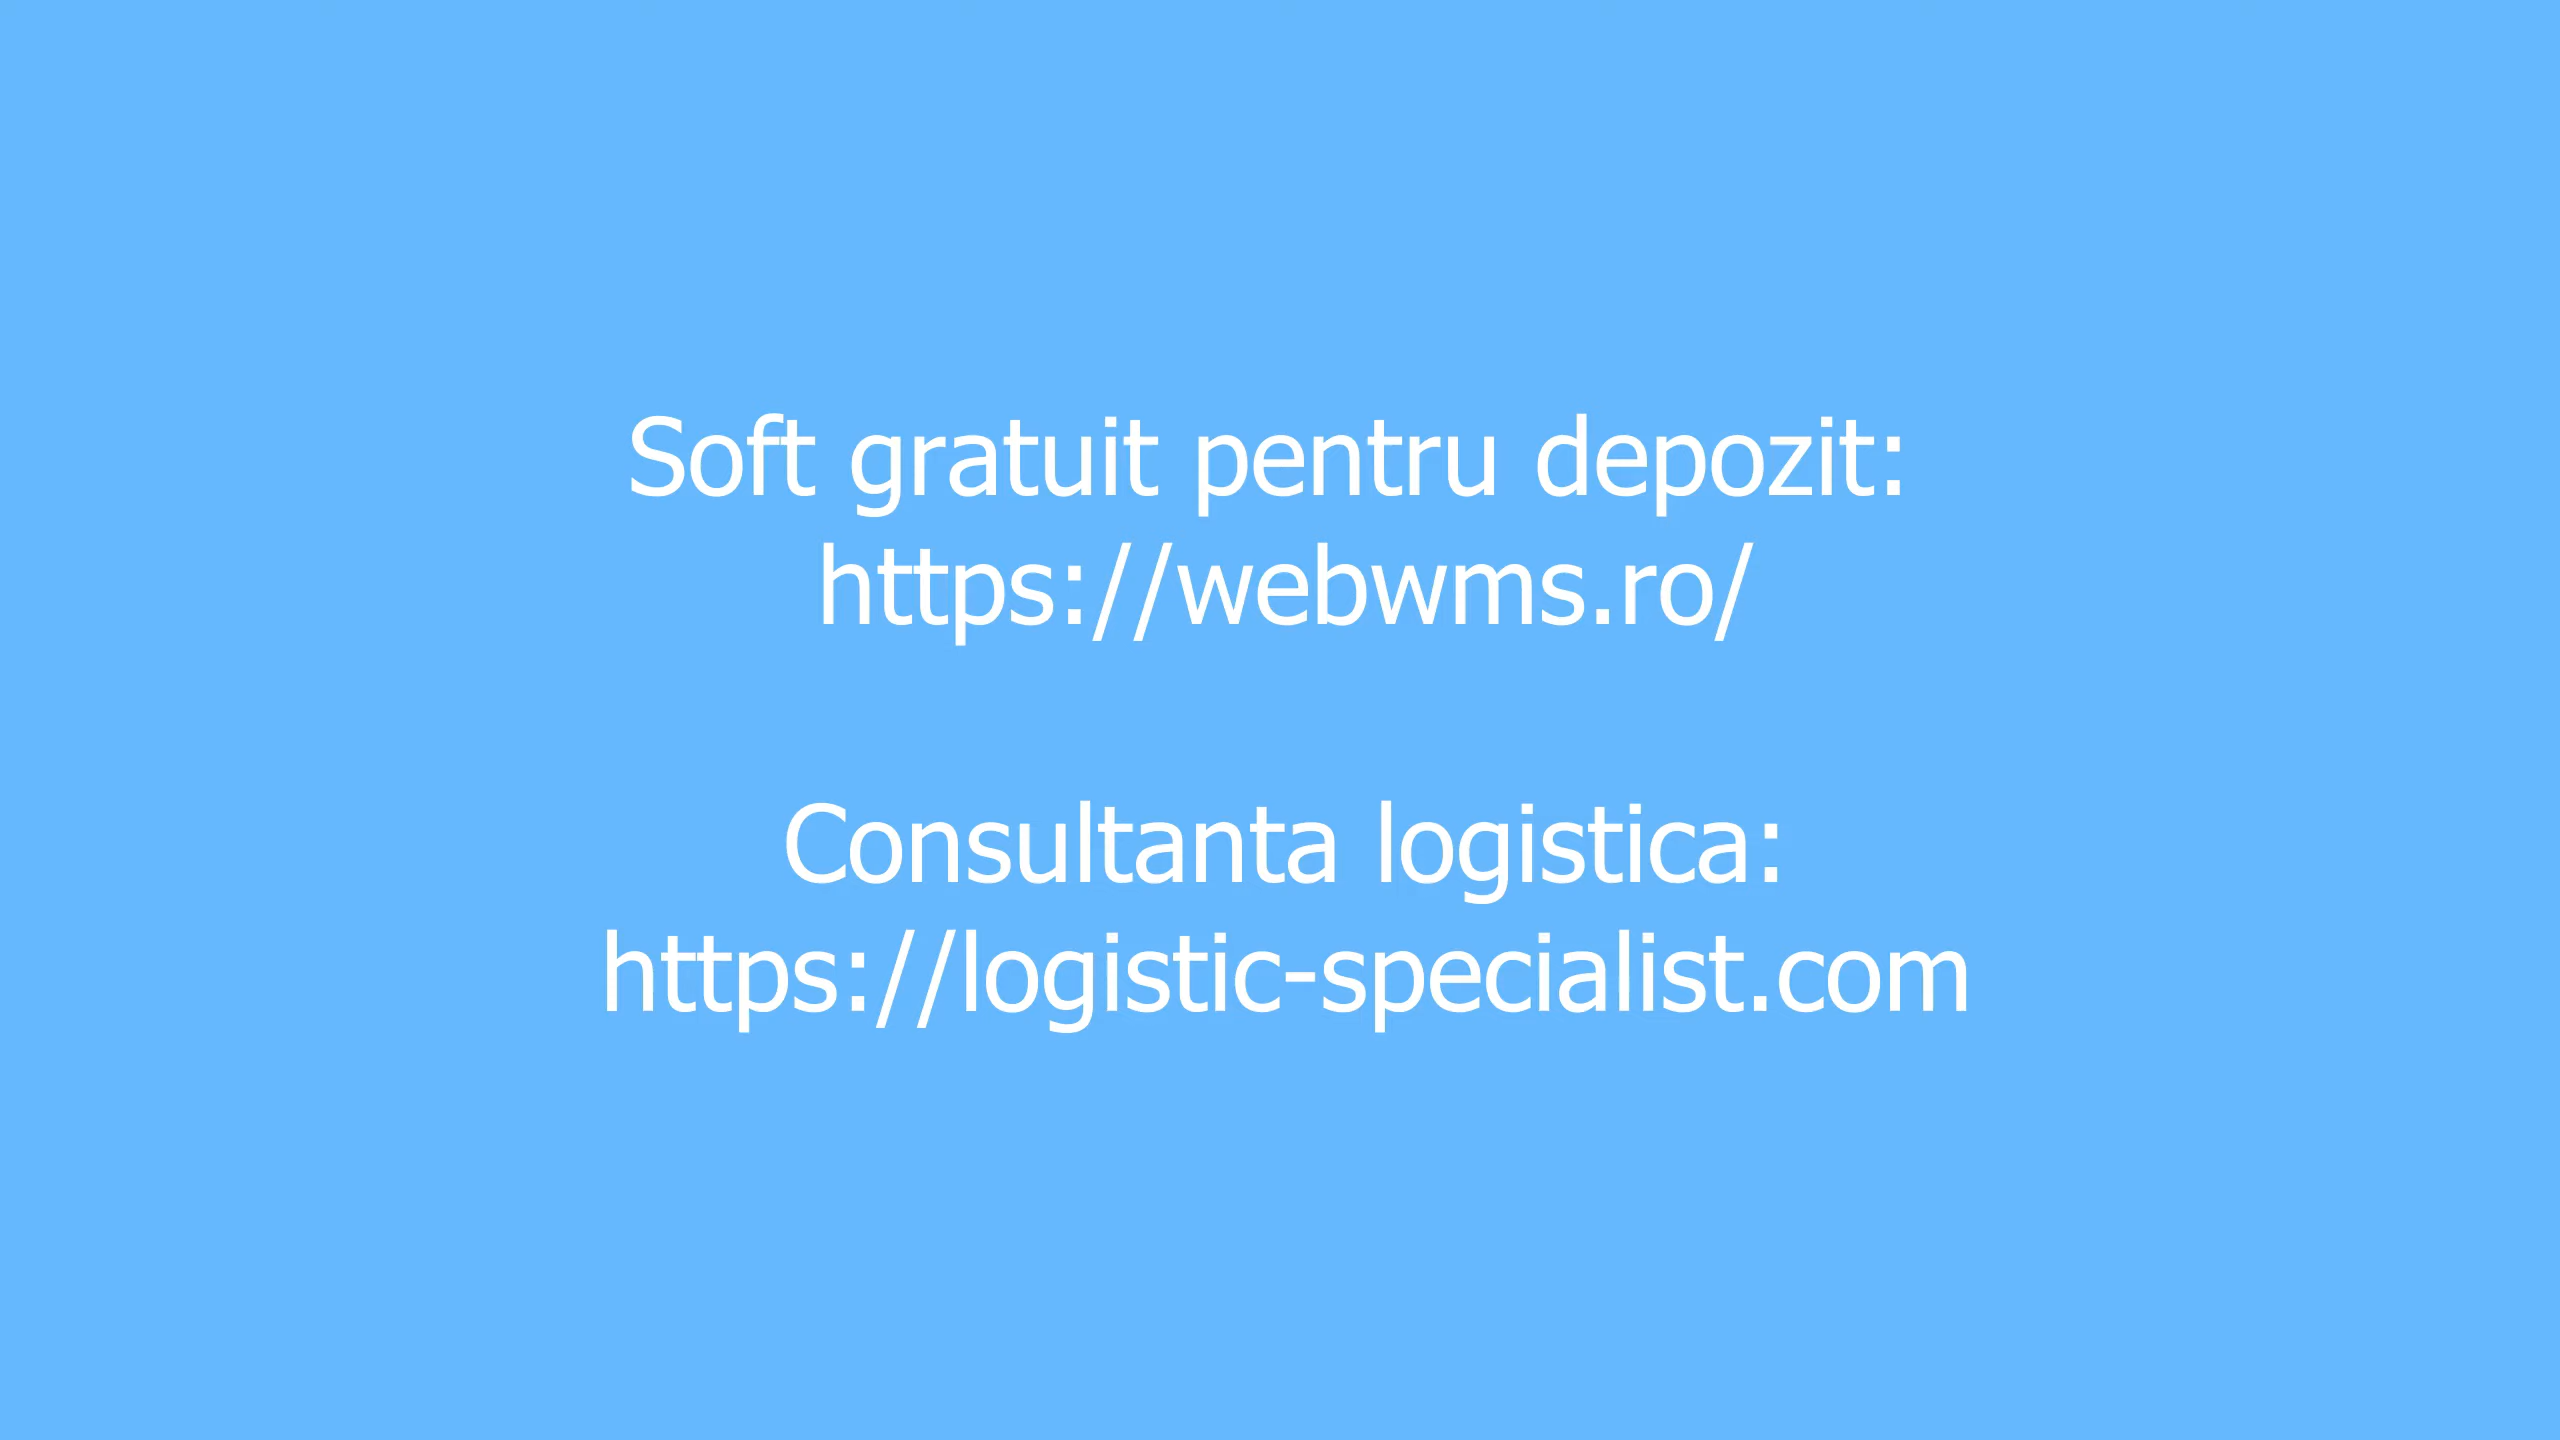 Soft gratuit pentru depozit:
https://webwms.ro/
Consultanta logistica:
https://logistic-specialist.com